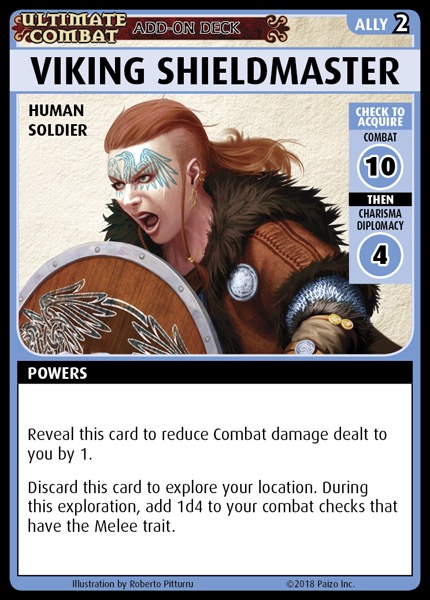 ULTIMATE
COMBAT
ADD-ON DECK
ALLY 2
VIKING SHIELDMASTER
HUMAN
SOLDIER
CHECK TO
ACQUIRE
COMBAT
10
THEN
CHARISMA
DIPLOMACY
4
POWERS
Reveal this card to reduce Combat damage dealt to
you by 1.
Discard this card to explore your location. During
this exploration, add 1d4 to your combat checks that
have the Melee trait.
Illustration by Roberto Pitturru
©2018 Paizo Inc.